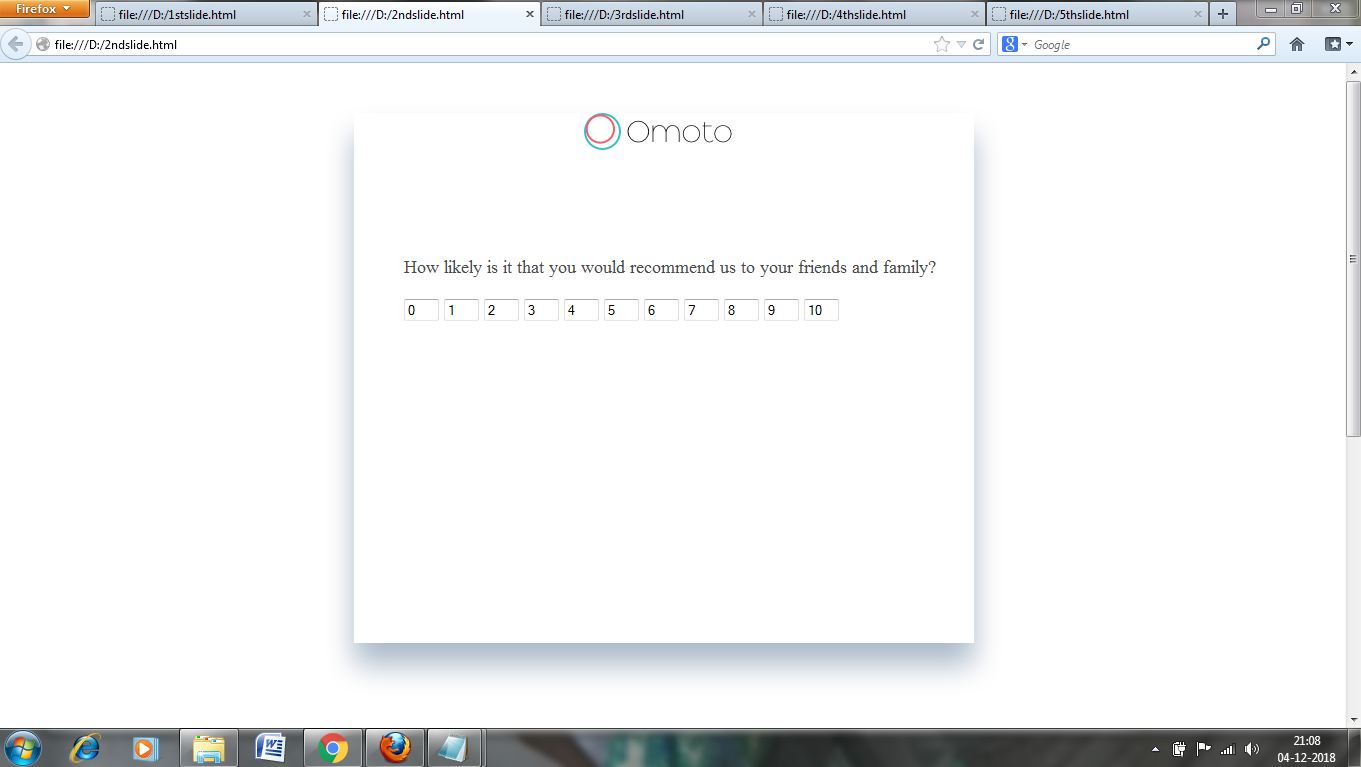 Firefox
file:///D:/1stslide.html
file:///D:/2ndslide.html
file:///D:/3rdslide.html
file:///D:/4thslide.html
file:///D:/5thslide.html
file:///D:/2ndslide.html
Google
Omoto
How likely is it that you would recommend us to your friends and family?
0 1 2 3 4 5 6 7 8 9 10
21:08
04-12-2018